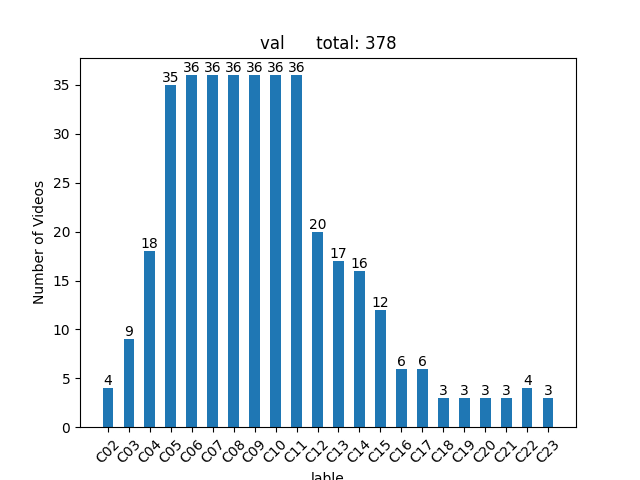 val total: 378
Number of Videos
35
30
25
20
15
10
5
0
4 9 18 35 36 36 36 36 36 36 20 17 16 12 6 6 3 3 3 3 4 3
C02 C03 C04 C05 C06 C07 C08 C09 C10 C11 C12 C13 C14 C15 C16 C17 C18 C19 C20 C21 C22 C23
lable